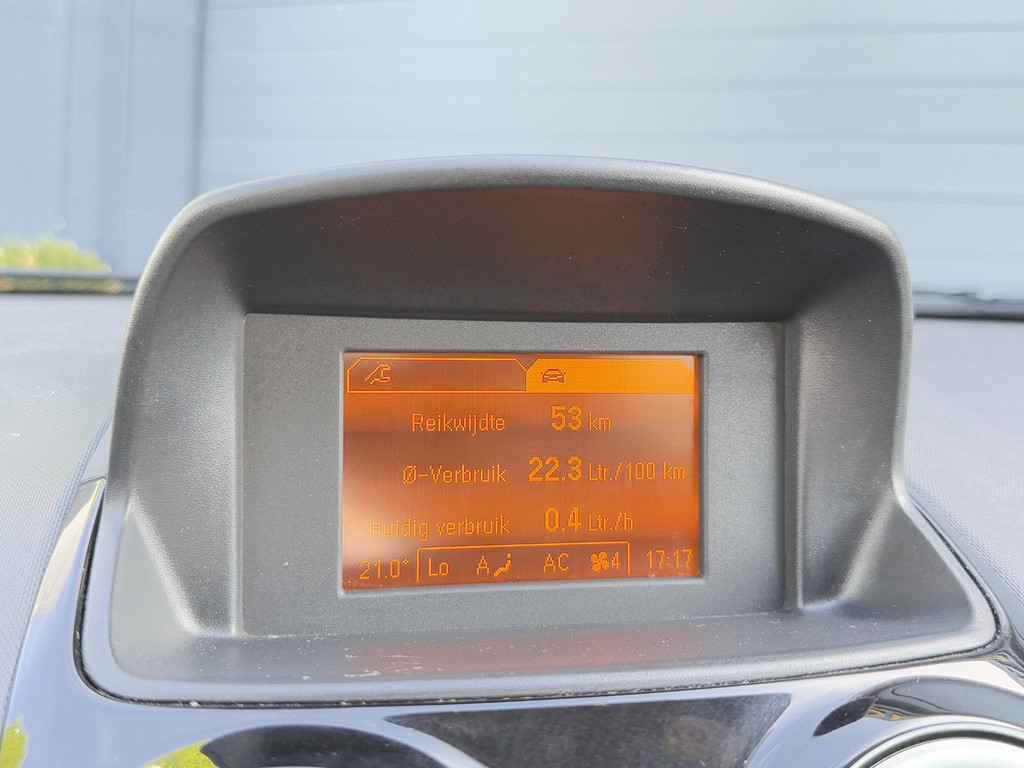 Reikwijdte 53 km
Ø-Verbruik 22.3 Ltr./100 km
Huidig verbruik 0.4 Ltr./h
21.0° Lo A AC 4 17:17